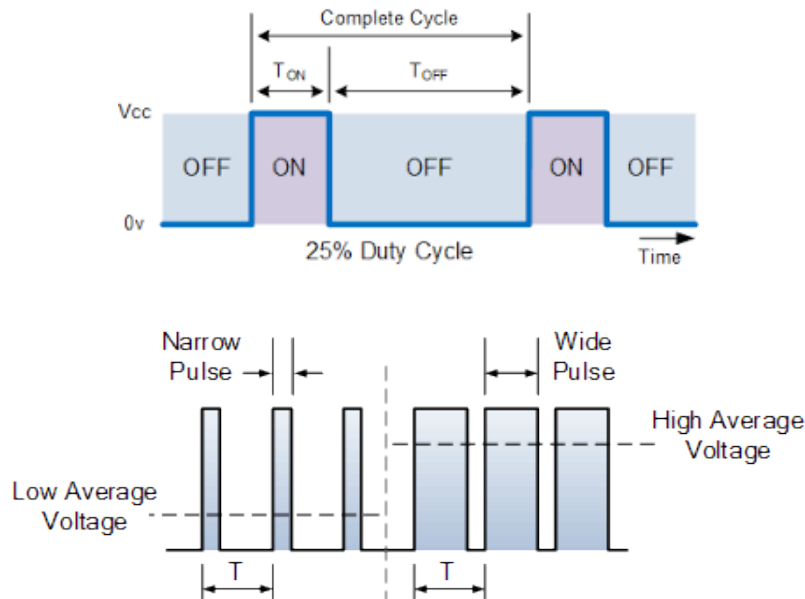 Complete Cycle
TON
TOFF
Vcc
OFF
ON
OFF
ON
OFF
0v
25% Duty Cycle
Time
Narrow
Pulse
Wide
Pulse
High Average
Voltage
Low Average
Voltage
T
T